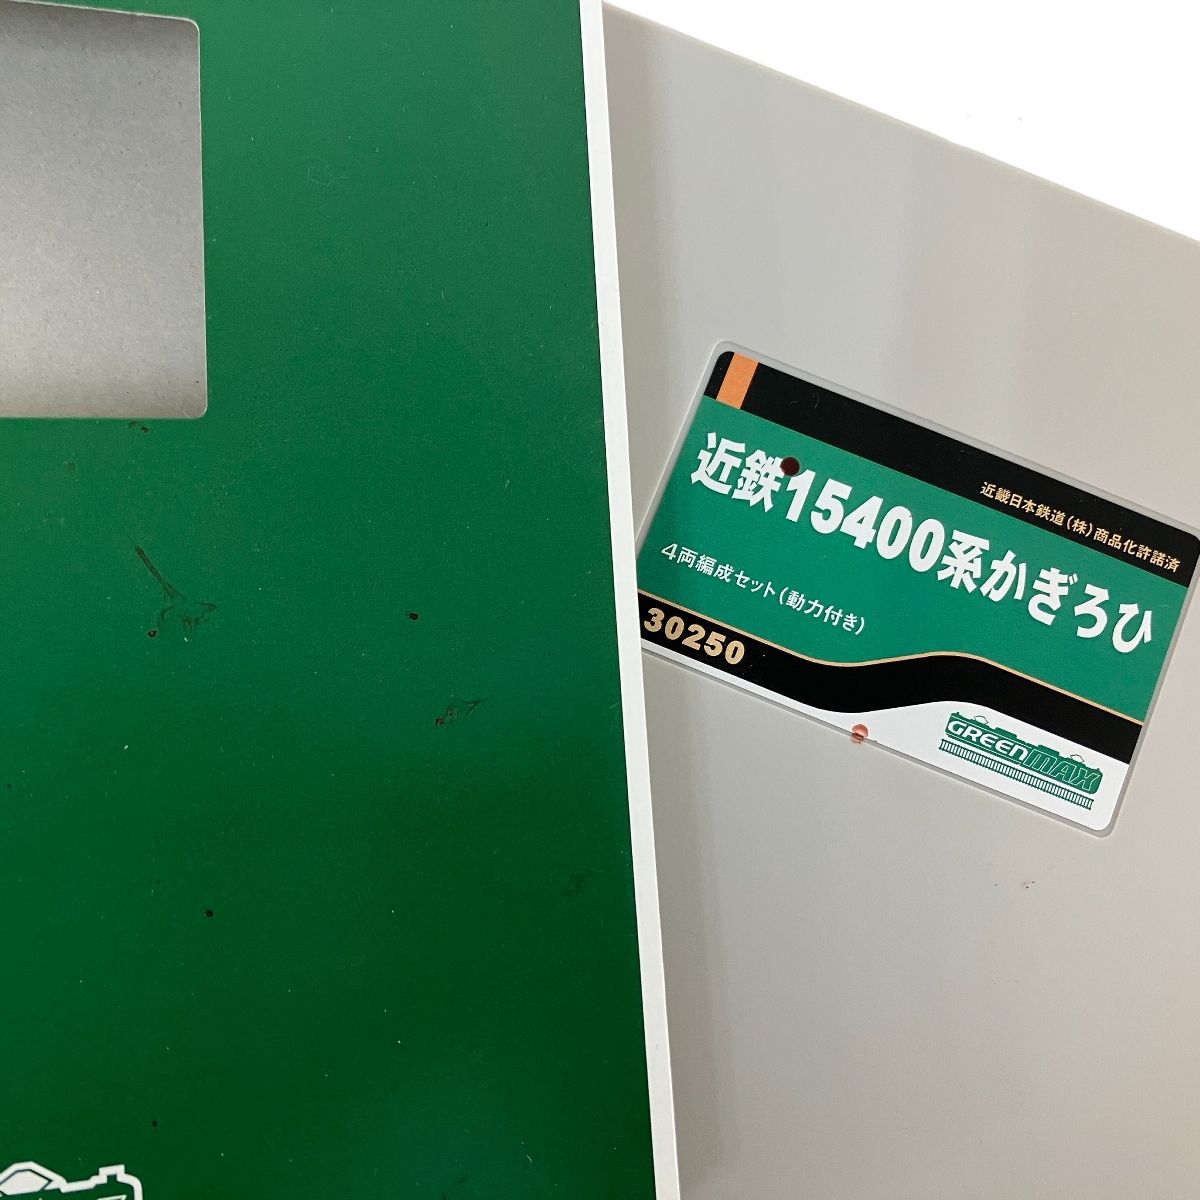 近畿日本鉄道(株)商品化許諾済
近鉄15400系かぎろひ
4両編成セット(動力付き)
30250
GREENMAX